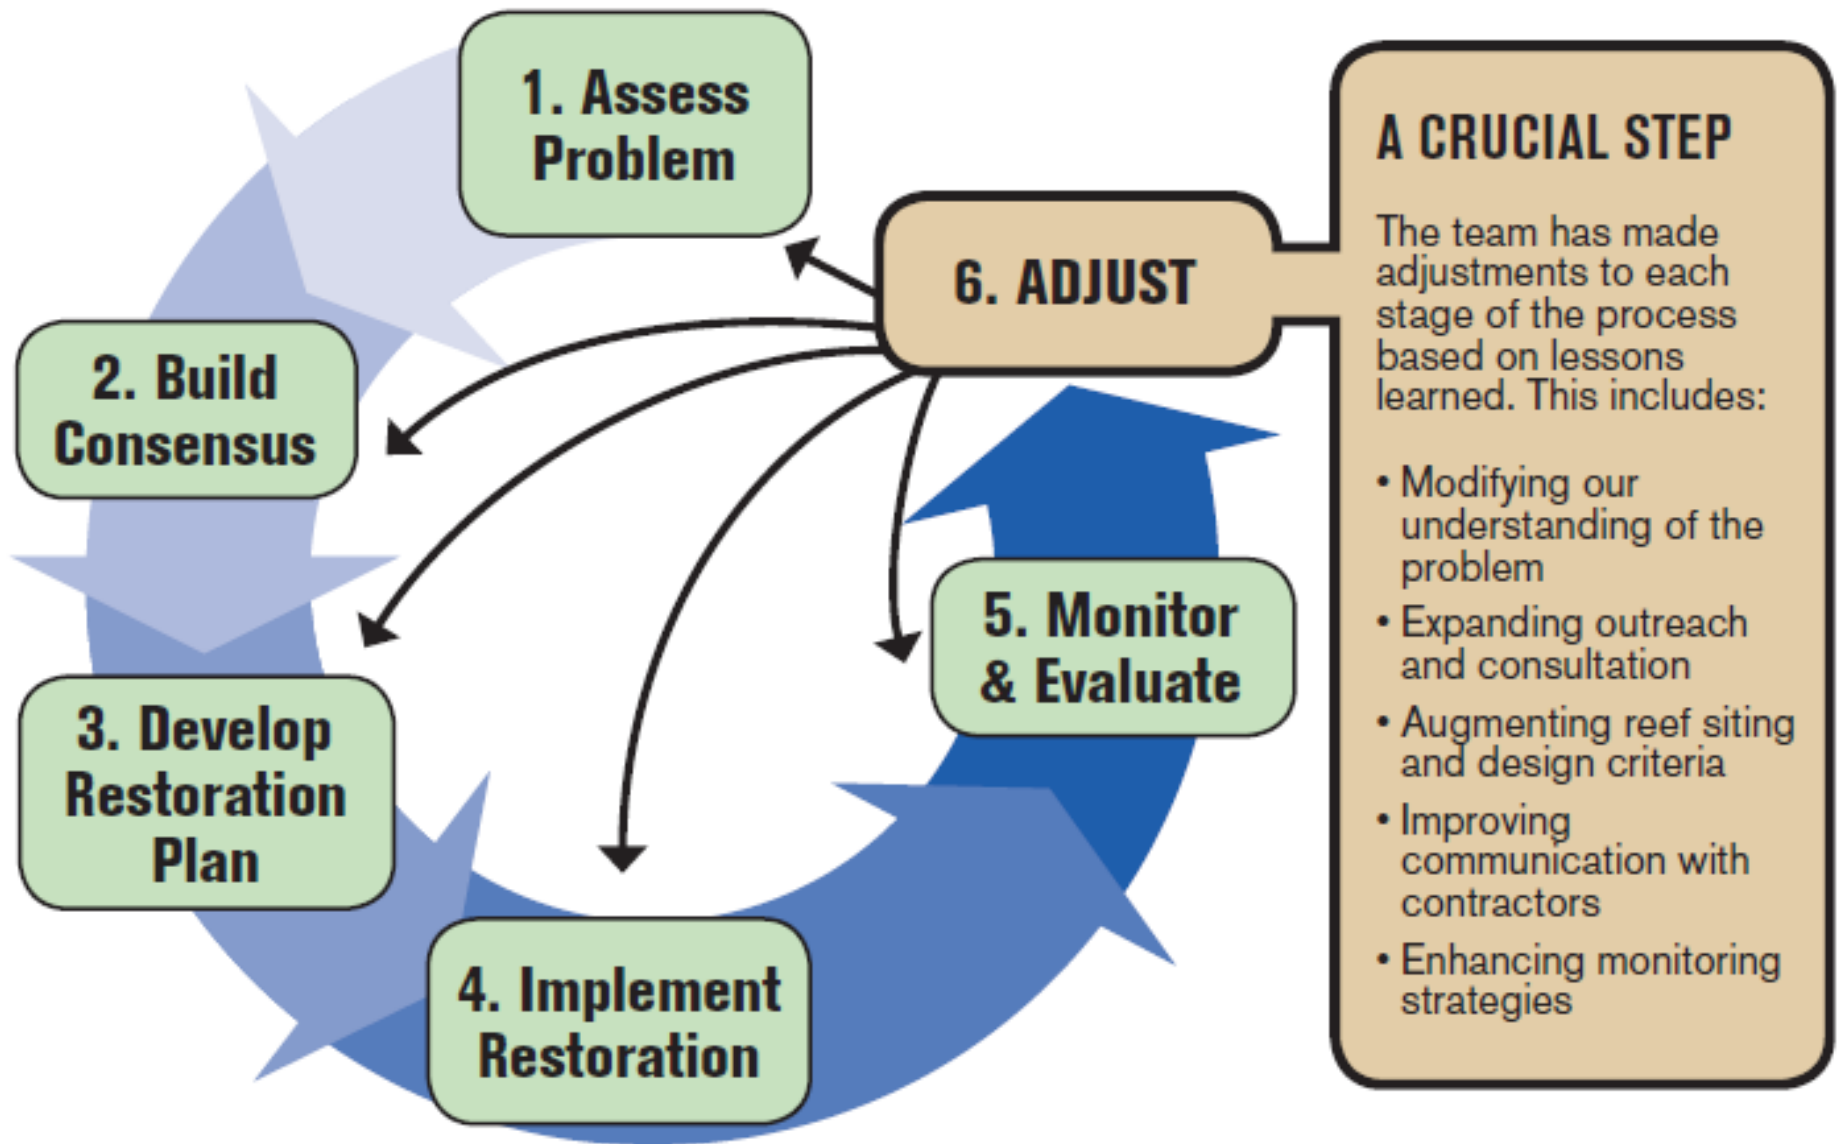 1. Assess
Problem
2. Build
Consensus
3. Develop
Restoration
Plan
4. Implement
Restoration
5. Monitor
& Evaluate
6. ADJUST
A CRUCIAL STEP
The team has made
adjustments to each
stage of the process
based on lessons
learned. This includes:
• Modifying our
understanding of the
problem
• Expanding outreach
and consultation
• Augmenting reef siting
and design criteria
• Improving
communication with
contractors
• Enhancing monitoring
strategies